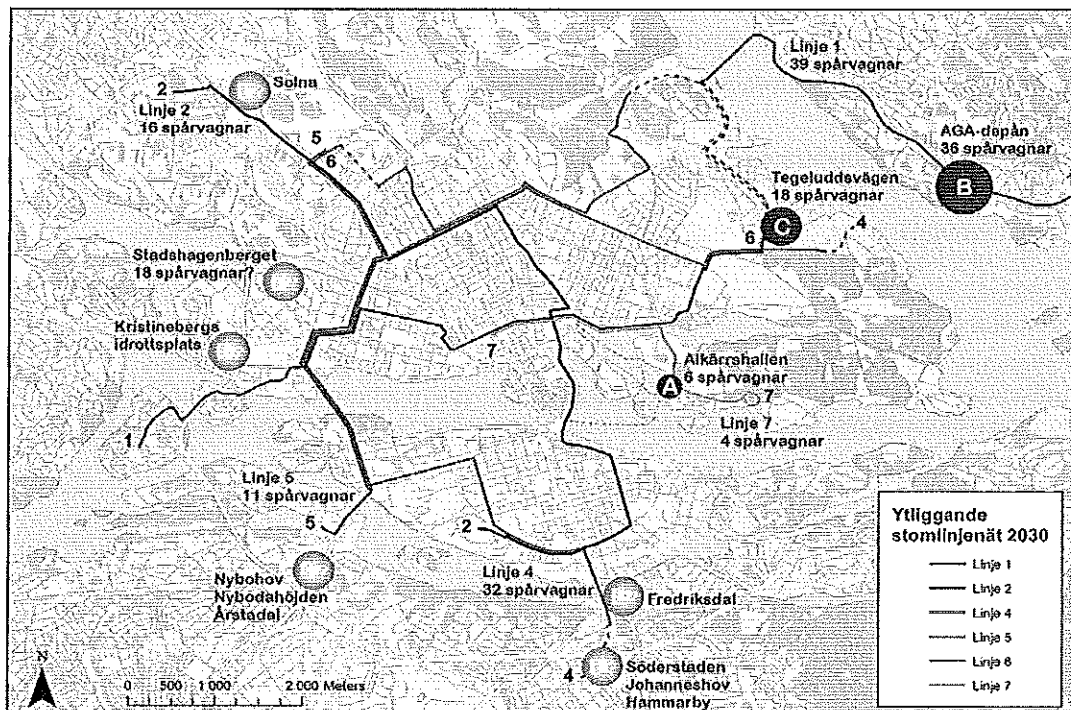 Linje 1
39 spårvagnar
2
Solna
Linje 2
16 spårvagnar
5
6
AGA-depån
36 spårvagnar
B
1
Tegeluddsvägen
18 spårvagnar
C
6
4
Stadshagenberget
18 spårvagnar?
Kristinebergs
idrottsplats
7
Alkärrshallen
6 spårvagnar
A
7
Linje 7
4 spårvagnar
1
Linje 5
11 spårvagnar
5
2
Nybohov
Nybodahöjden
Årstadal
Linje 4
32 spårvagnar
Fredriksdal
4
Söderstaden
Johanneshov
Hammarby
N
0 500 1 000 2 000 Meters
Ytliggande
stomlinjenät 2030
Linje 1
Linje 2
Linje 4
Linje 5
Linje 6
Linje 7